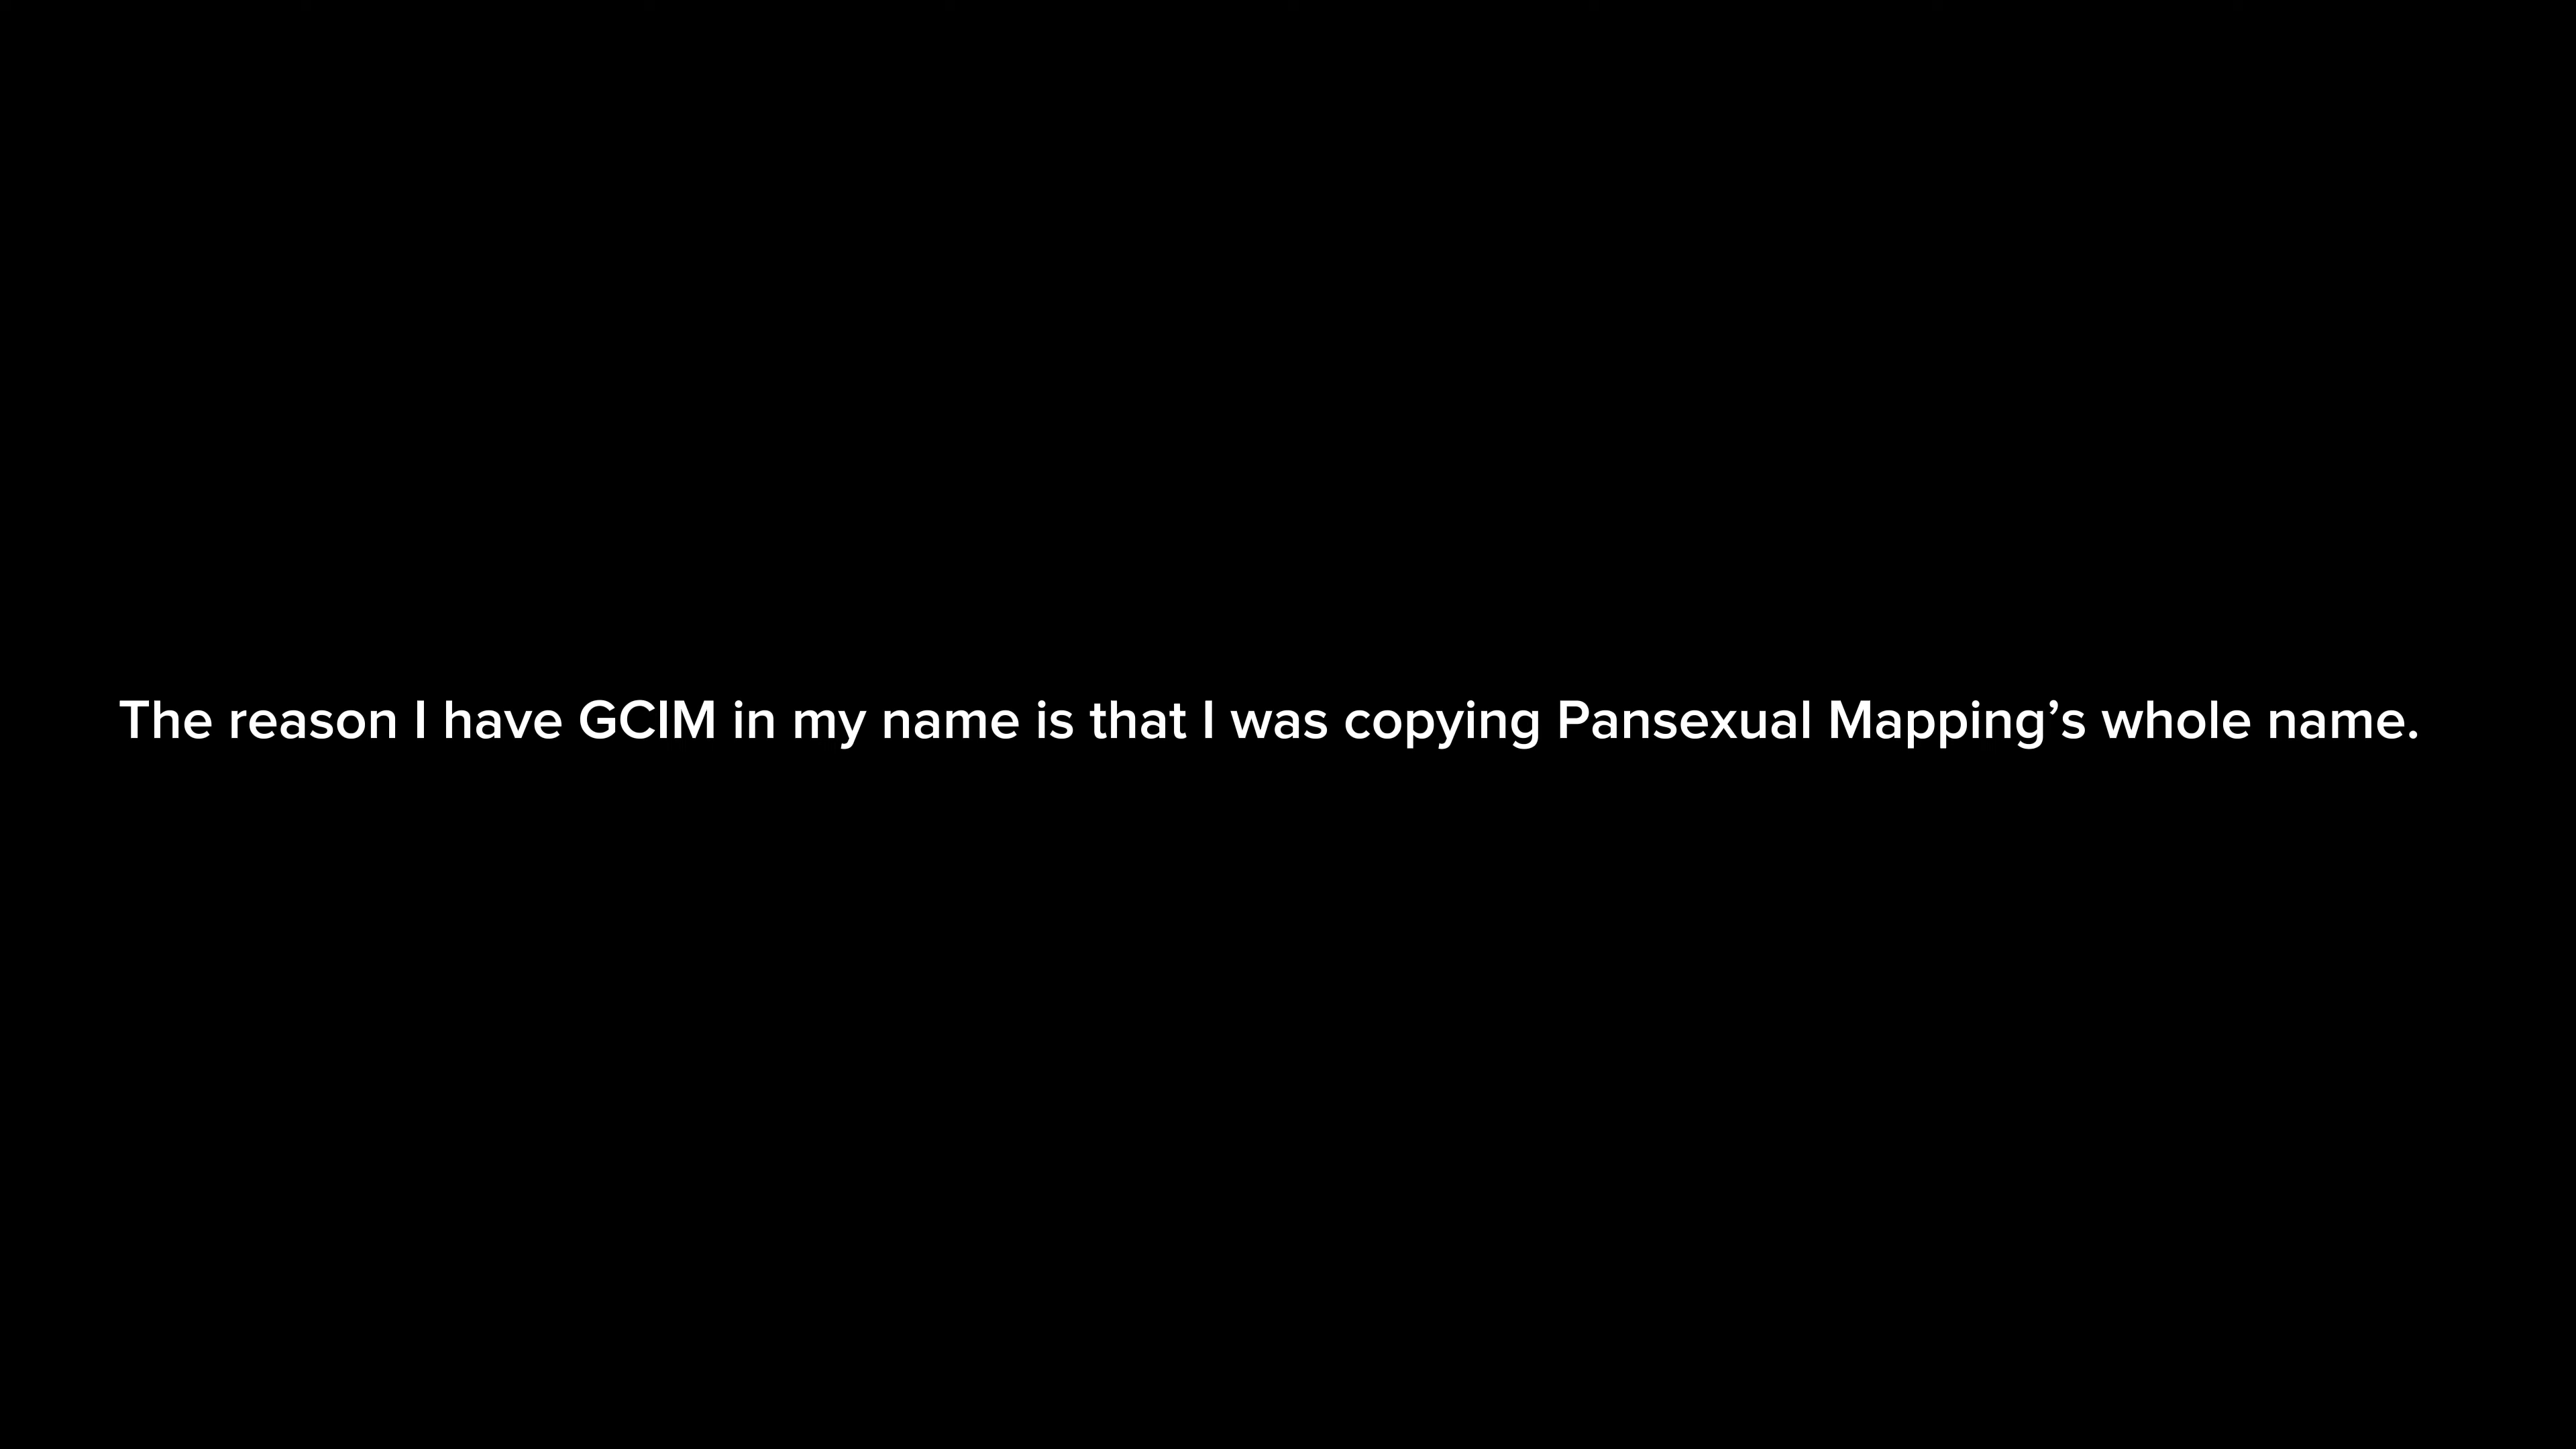 The reason I have GCIM in my name is that I was copying Pansexual Mapping’s whole name.